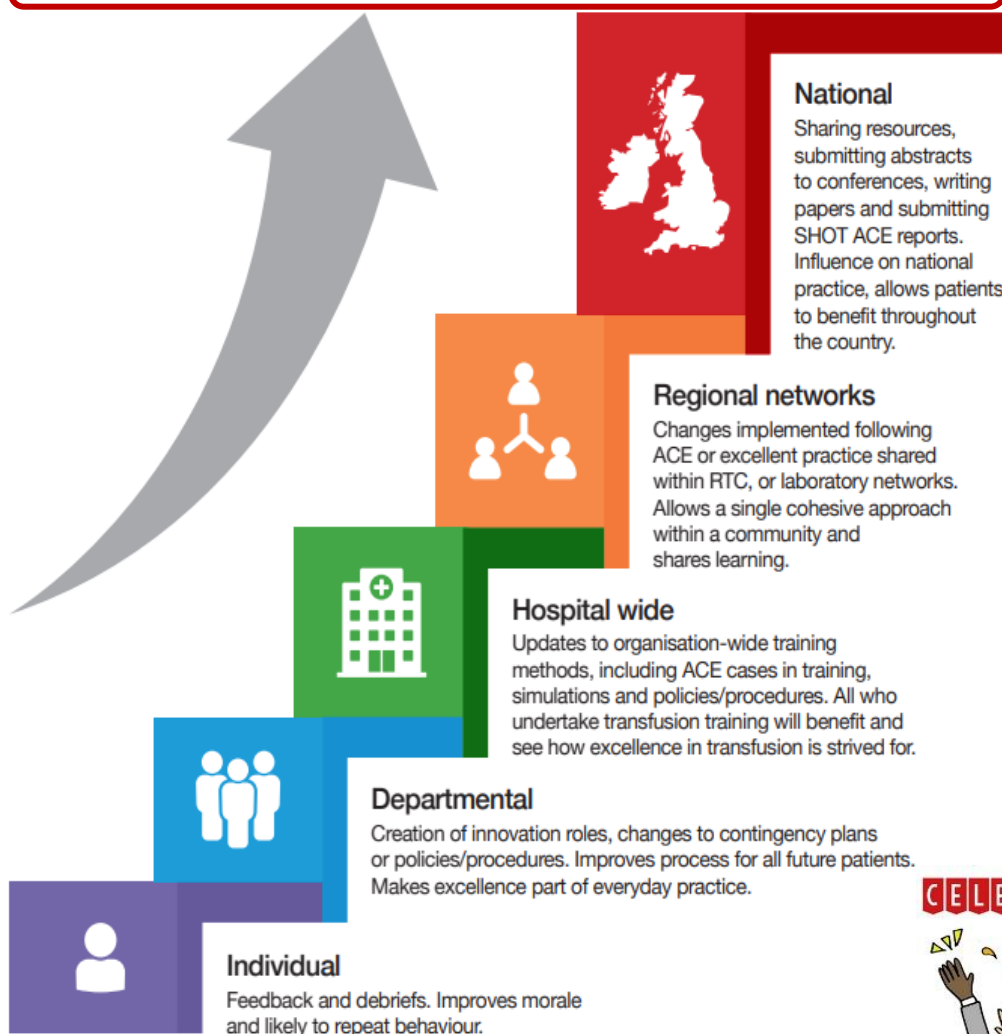 National
Sharing resources,
submitting abstracts
to conferences, writing
papers and submitting
SHOT ACE reports.
Influence on national
practice, allows patients
to benefit throughout
the country.
Regional networks
Changes implemented following
ACE or excellent practice shared
within RTC, or laboratory networks.
Allows a single cohesive approach
within a community and
shares learning.
Hospital wide
Updates to organisation-wide training
methods, including ACE cases in training,
simulations and policies/procedures. All who
undertake transfusion training will benefit and
see how excellence in transfusion is strived for.
Departmental
Creation of innovation roles, changes to contingency plans
or policies/procedures. Improves process for all future patients.
Makes excellence part of everyday practice.
CELE
Individual
Feedback and debriefs. Improves morale
and likely to repeat behaviour.